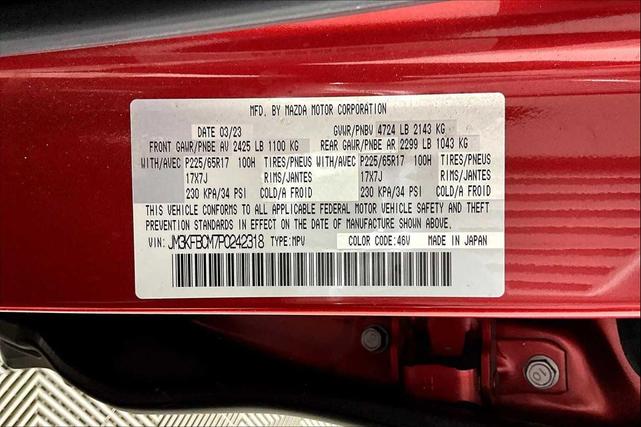 MFD. BY MAZDA MOTOR CORPORATION
DATE 03/23 GVWR/PNBV 4724 LB 2143 KG
FRONT GAWR/PNBE AV 2425 LB 1100 KG REAR GAWR/PNBE AR 2299 LB 1043 KG
WITH/AVEC P225/65R17 100H TIRES/PNEUS WITH/AVEC P225/65R17 100H TIRES/PNEUS
17X7J RIMS/JANTES 17X7J RIMS/JANTES
230 KPA/34 PSI COLD/A FROID 230 KPA/34 PSI COLD/A FROID
THIS VEHICLE CONFORMS TO ALL APPLICABLE FEDERAL MOTOR VEHICLE SAFETY AND THEFT
PREVENTION STANDARDS IN EFFECT ON THE DATE OF MANUFACTURE SHOWN ABOVE.
VIN: JM3KFBCM7P0242318 TYPE:MPV COLOR CODE:46V MADE IN JAPAN
10